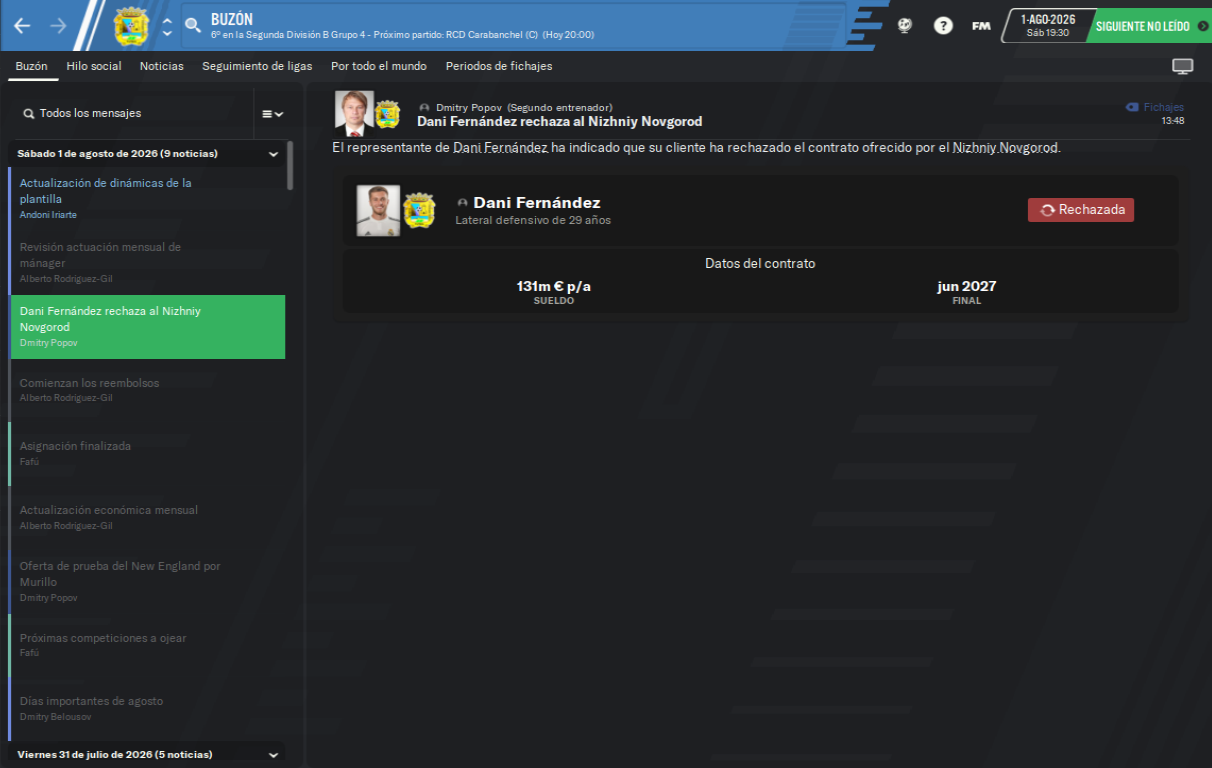 BUZÓN
6º en la Segunda División B Grupo 4 - Próximo partido: RCD Carabanchel (C) (Hoy 20:00)
?
FM
1-AGO-2026
Sáb 19:30
SIGUIENTE NO LEÍDO
Buzón
Hilo social
Noticias
Seguimiento de ligas
Por todo el mundo
Periodos de fichajes
Todos los mensajes
Sábado 1 de agosto de 2026 (9 noticias)
Actualización de dinámicas de la
plantilla
Andoni Iriarte
Revisión actuación mensual de
mánager
Alberto Rodríguez-Gil
Dani Fernández rechaza al Nizhniy
Novgorod
Dmitry Popov
Comienzan los reembolsos
Alberto Rodríguez-Gil
Asignación finalizada
Fafú
Actualización económica mensual
Alberto Rodríguez-Gil
Oferta de prueba del New England por
Murillo
Dmitry Popov
Próximas competiciones a ojear
Fafú
Días importantes de agosto
Dmitry Belousov
Viernes 31 de julio de 2026 (5 noticias)
Dmitry Popov (Segundo entrenador)
Dani Fernández rechaza al Nizhniy Novgorod
Fichajes
13:48
El representante de Dani Fernández ha indicado que su cliente ha rechazado el contrato ofrecido por el Nizhniy Novgorod.
Dani Fernández
Lateral defensivo de 29 años
Rechazada
Datos del contrato
131m € p/a
SUELDO
jun 2027
FINAL